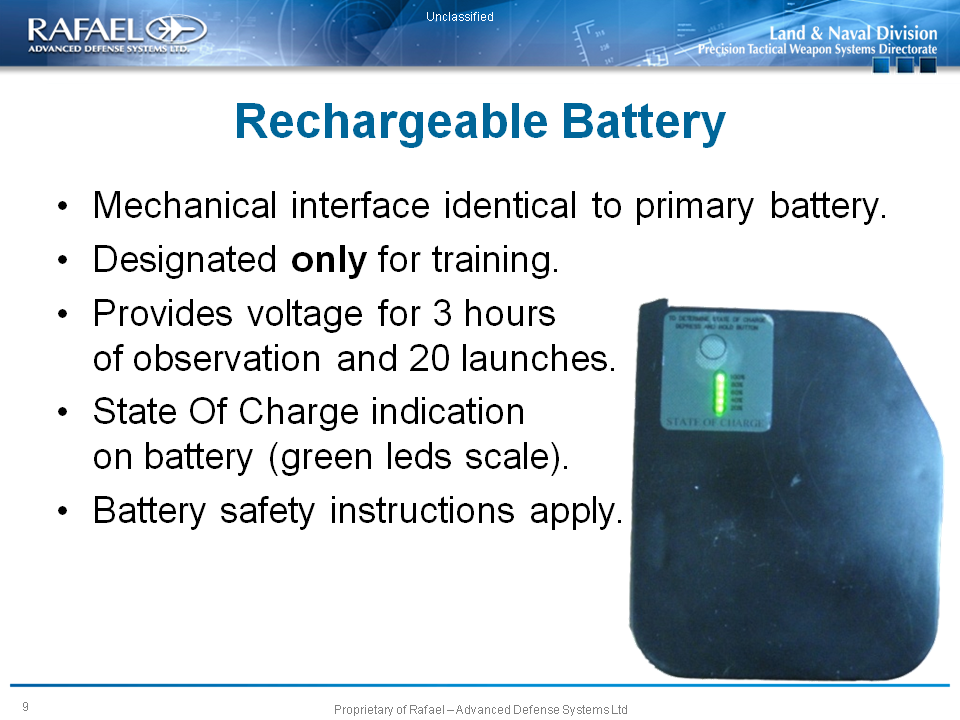 Unclassified
RAFAEL
ADVANCED DEFENSE SYSTEMS LTD.
Land & Naval Division
Precision Tactical Weapon Systems Directorate
Rechargeable Battery
• Mechanical interface identical to primary battery.
• Designated only for training.
• Provides voltage for 3 hours
of observation and 20 launches.
• State Of Charge indication
on battery (green leds scale).
• Battery safety instructions apply.
TO DETERMINE STATE OF CHARGE
DEPRESS AND HOLD BUTTON
100%
80%
60%
40%
20%
STATE OF CHARGE
9
Proprietary of Rafael – Advanced Defense Systems Ltd